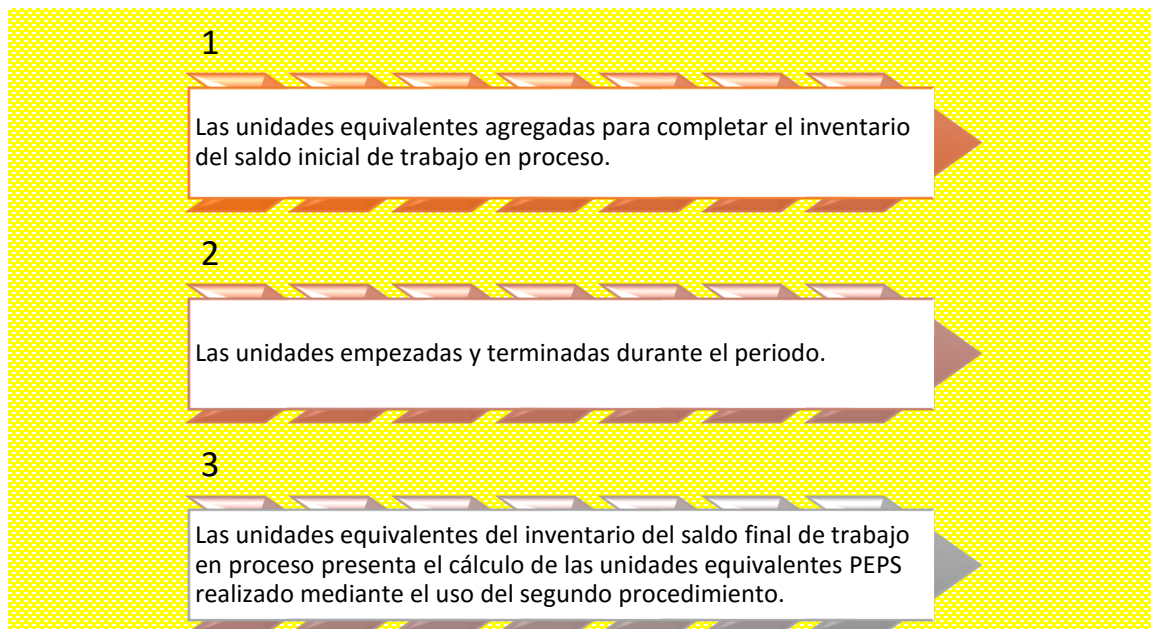 1
Las unidades equivalentes agregadas para completar el inventario
del saldo inicial de trabajo en proceso.
2
Las unidades empezadas y terminadas durante el periodo.
3
Las unidades equivalentes del inventario del saldo final de trabajo
en proceso presenta el cálculo de las unidades equivalentes PEPS
realizado mediante el uso del segundo procedimiento.